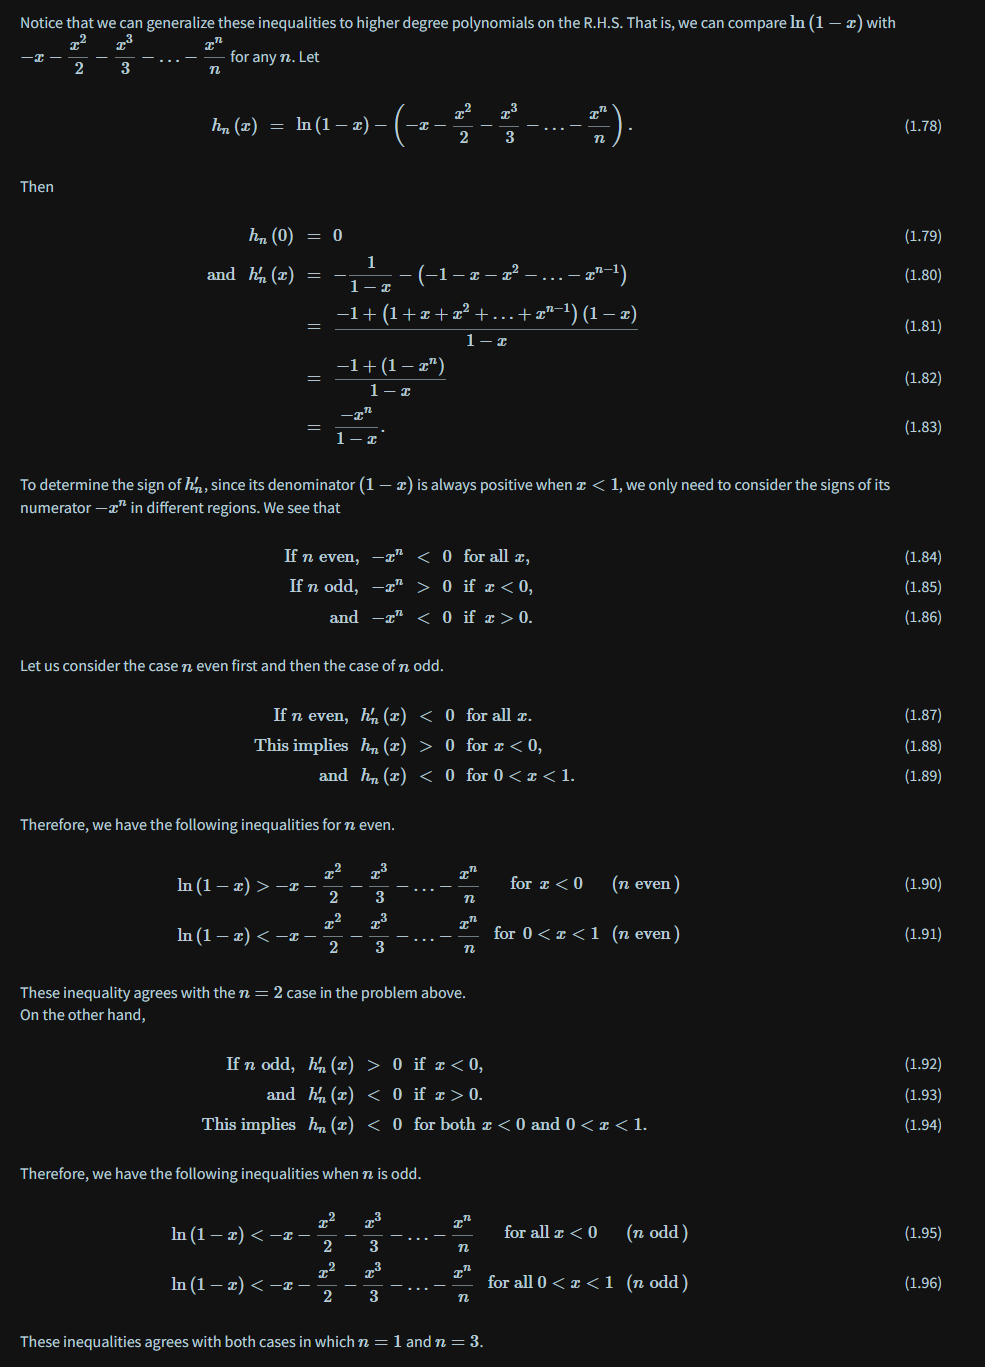 Notice that we can generalize these inequalities to higher degree polynomials on the R.H.S. That is, we can compare ln (1 − x) with
−x − x²/2 − x³/3 − … − xⁿ/n for any n. Let
hₙ (x) = ln (1 − x) − (−x − x²/2 − x³/3 − … − xⁿ/n). (1.78)
Then
hₙ (0) = 0 (1.79)
and h′ₙ (x) = −1/(1 − x) − (−1 − x − x² − … − xⁿ⁻¹) (1.80)
= (−1 + (1 + x + x² + … + xⁿ⁻¹) (1 − x))/(1 − x) (1.81)
= (−1 + (1 − xⁿ))/(1 − x) (1.82)
= −xⁿ/(1 − x). (1.83)
To determine the sign of h′ₙ, since its denominator (1 − x) is always positive when x < 1, we only need to consider the signs of its
numerator −xⁿ in different regions. We see that
If n even, −xⁿ < 0 for all x, (1.84)
If n odd, −xⁿ > 0 if x < 0, (1.85)
and −xⁿ < 0 if x > 0. (1.86)
Let us consider the case n even first and then the case of n odd.
If n even, h′ₙ (x) < 0 for all x. (1.87)
This implies hₙ (x) > 0 for x < 0, (1.88)
and hₙ (x) < 0 for 0 < x < 1. (1.89)
Therefore, we have the following inequalities for n even.
ln (1 − x) > −x − x²/2 − x³/3 − … − xⁿ/n for x < 0 (n even) (1.90)
ln (1 − x) < −x − x²/2 − x³/3 − … − xⁿ/n for 0 < x < 1 (n even) (1.91)
These inequality agrees with the n = 2 case in the problem above.
On the other hand,
If n odd, h′ₙ (x) > 0 if x < 0, (1.92)
and h′ₙ (x) < 0 if x > 0. (1.93)
This implies hₙ (x) < 0 for both x < 0 and 0 < x < 1. (1.94)
Therefore, we have the following inequalities when n is odd.
ln (1 − x) < −x − x²/2 − x³/3 − … − xⁿ/n for all x < 0 (n odd) (1.95)
ln (1 − x) < −x − x²/2 − x³/3 − … − xⁿ/n for all 0 < x < 1 (n odd) (1.96)
These inequalities agrees with both cases in which n = 1 and n = 3.